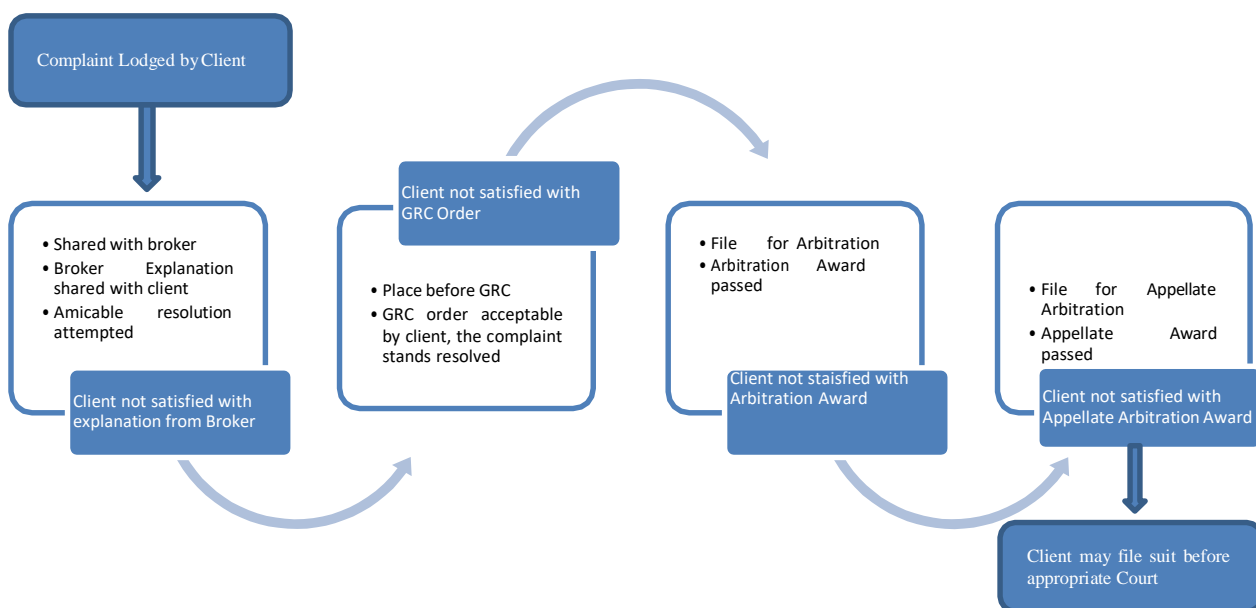 Complaint Lodged by Client
• Shared with broker
• Broker Explanation
shared with client
• Amicable resolution
attempted
Client not satisfied with
explanation from Broker
Client not satisfied with
GRC Order
• Place before GRC
• GRC order acceptable
by client, the complaint
stands resolved
• File for Arbitration
• Arbitration Award
passed
Client not staisfied with
Arbitration Award
• File for Appellate
Arbitration
• Appellate Award
passed
Client not satisfied with
Appellate Arbitration Award
Client may file suit before
appropriate Court